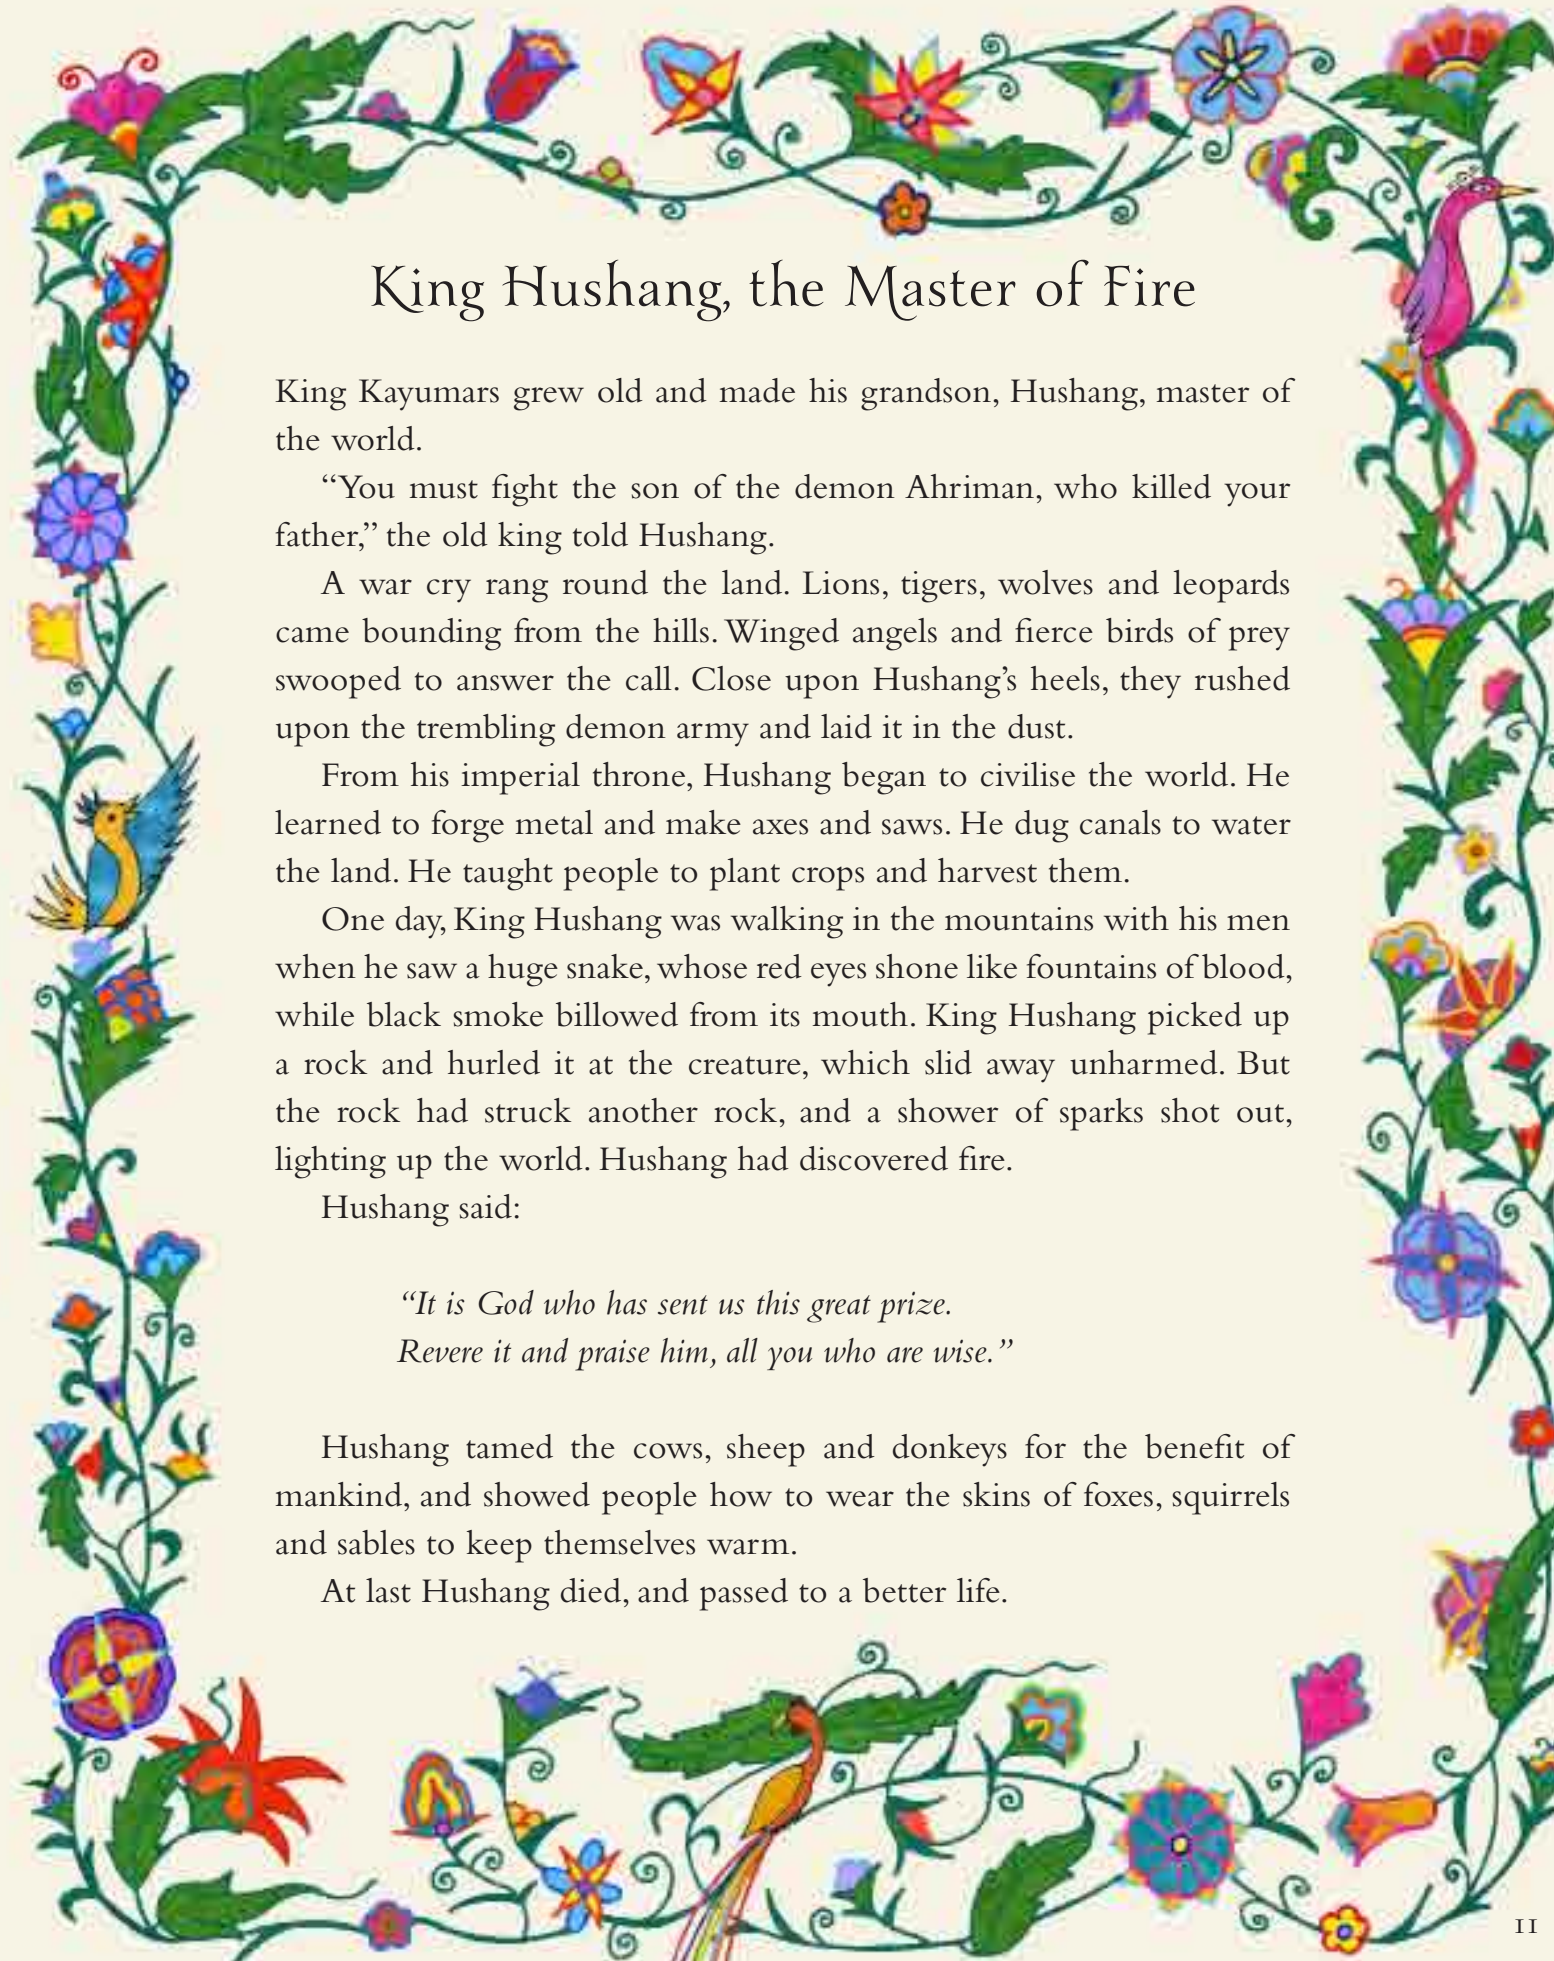 King Hushang, the Master of Fire
King Kayumars grew old and made his grandson, Hushang, master of
the world.
“You must fight the son of the demon Ahriman, who killed your
father,” the old king told Hushang.
A war cry rang round the land. Lions, tigers, wolves and leopards
came bounding from the hills. Winged angels and fierce birds of prey
swooped to answer the call. Close upon Hushang’s heels, they rushed
upon the trembling demon army and laid it in the dust.
From his imperial throne, Hushang began to civilise the world. He
learned to forge metal and make axes and saws. He dug canals to water
the land. He taught people to plant crops and harvest them.
One day, King Hushang was walking in the mountains with his men
when he saw a huge snake, whose red eyes shone like fountains of blood,
while black smoke billowed from its mouth. King Hushang picked up
a rock and hurled it at the creature, which slid away unharmed. But
the rock had struck another rock, and a shower of sparks shot out,
lighting up the world. Hushang had discovered fire.
Hushang said:
“It is God who has sent us this great prize.
Revere it and praise him, all you who are wise.”
Hushang tamed the cows, sheep and donkeys for the benefit of
mankind, and showed people how to wear the skins of foxes, squirrels
and sables to keep themselves warm.
At last Hushang died, and passed to a better life.
11